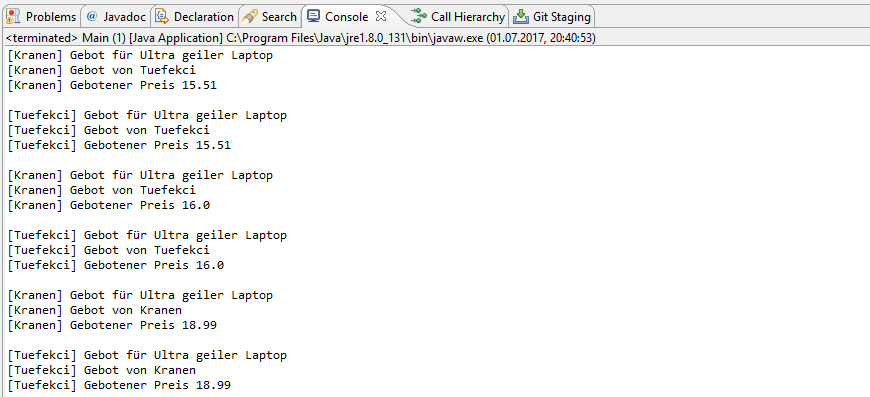 Problems @ Javadoc Declaration Search Console Call Hierarchy Git Staging
<terminated> Main (1) [Java Application] C:\Program Files\Java\jre1.8.0_131\bin\javaw.exe (01.07.2017, 20:40:53)
[Kranen] Gebot für Ultra geiler Laptop
[Kranen] Gebot von Tuefekci
[Kranen] Gebotener Preis 15.51
[Tuefekci] Gebot für Ultra geiler Laptop
[Tuefekci] Gebot von Tuefekci
[Tuefekci] Gebotener Preis 15.51
[Kranen] Gebot für Ultra geiler Laptop
[Kranen] Gebot von Tuefekci
[Kranen] Gebotener Preis 16.0
[Tuefekci] Gebot für Ultra geiler Laptop
[Tuefekci] Gebot von Tuefekci
[Tuefekci] Gebotener Preis 16.0
[Kranen] Gebot für Ultra geiler Laptop
[Kranen] Gebot von Kranen
[Kranen] Gebotener Preis 18.99
[Tuefekci] Gebot für Ultra geiler Laptop
[Tuefekci] Gebot von Kranen
[Tuefekci] Gebotener Preis 18.99